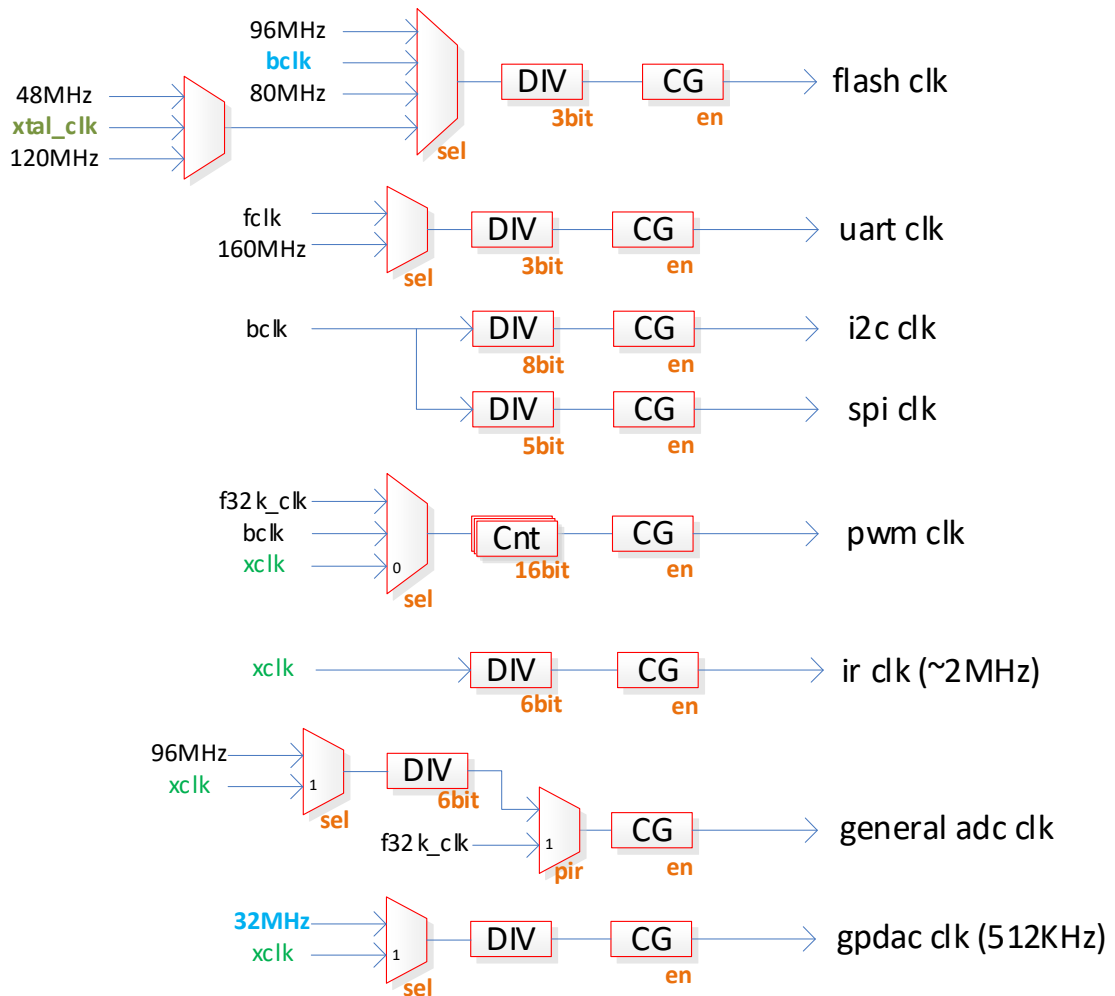 96MHz
bclk
80MHz
48MHz
xtal_clk
120MHz
sel
DIV
3bit
CG
en
flash clk
fclk
160MHz
sel
DIV
3bit
CG
en
uart clk
bclk
DIV
8bit
CG
en
i2c clk
DIV
5bit
CG
en
spi clk
f32k_clk
bclk
xclk
0
sel
Cnt
16bit
CG
en
pwm clk
xclk
DIV
6bit
CG
en
ir clk (~2MHz)
96MHz
xclk
1
sel
DIV
6bit
f32k_clk
1
pir
CG
en
general adc clk
32MHz
xclk
1
sel
DIV
CG
en
gpdac clk (512KHz)